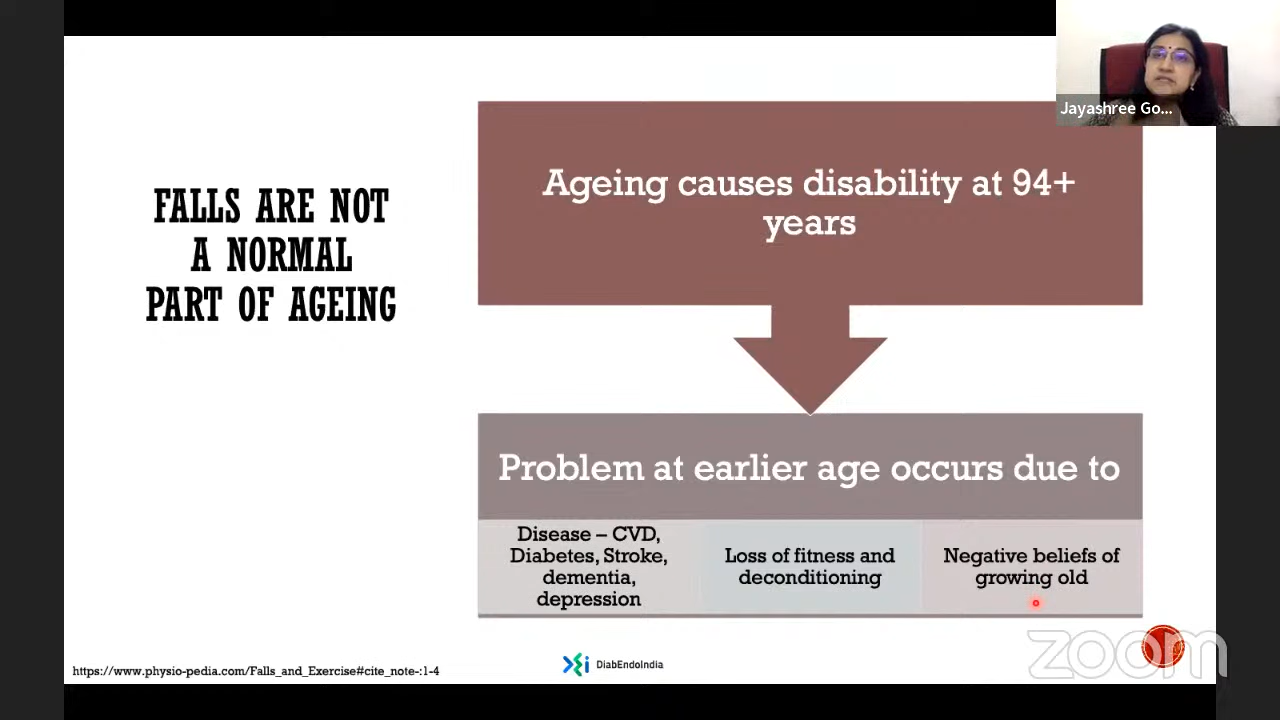 Jayashree Go...
FALLS ARE NOT
A NORMAL
PART OF AGEING
Ageing causes disability at 94+
years
Problem at earlier age occurs due to
Disease – CVD,
Diabetes, Stroke,
dementia,
depression
Loss of fitness and
deconditioning
Negative beliefs of
growing old
https://www.physio-pedia.com/Falls_and_Exercise#cite_note-:1-4
DiabEndoIndia
zoom